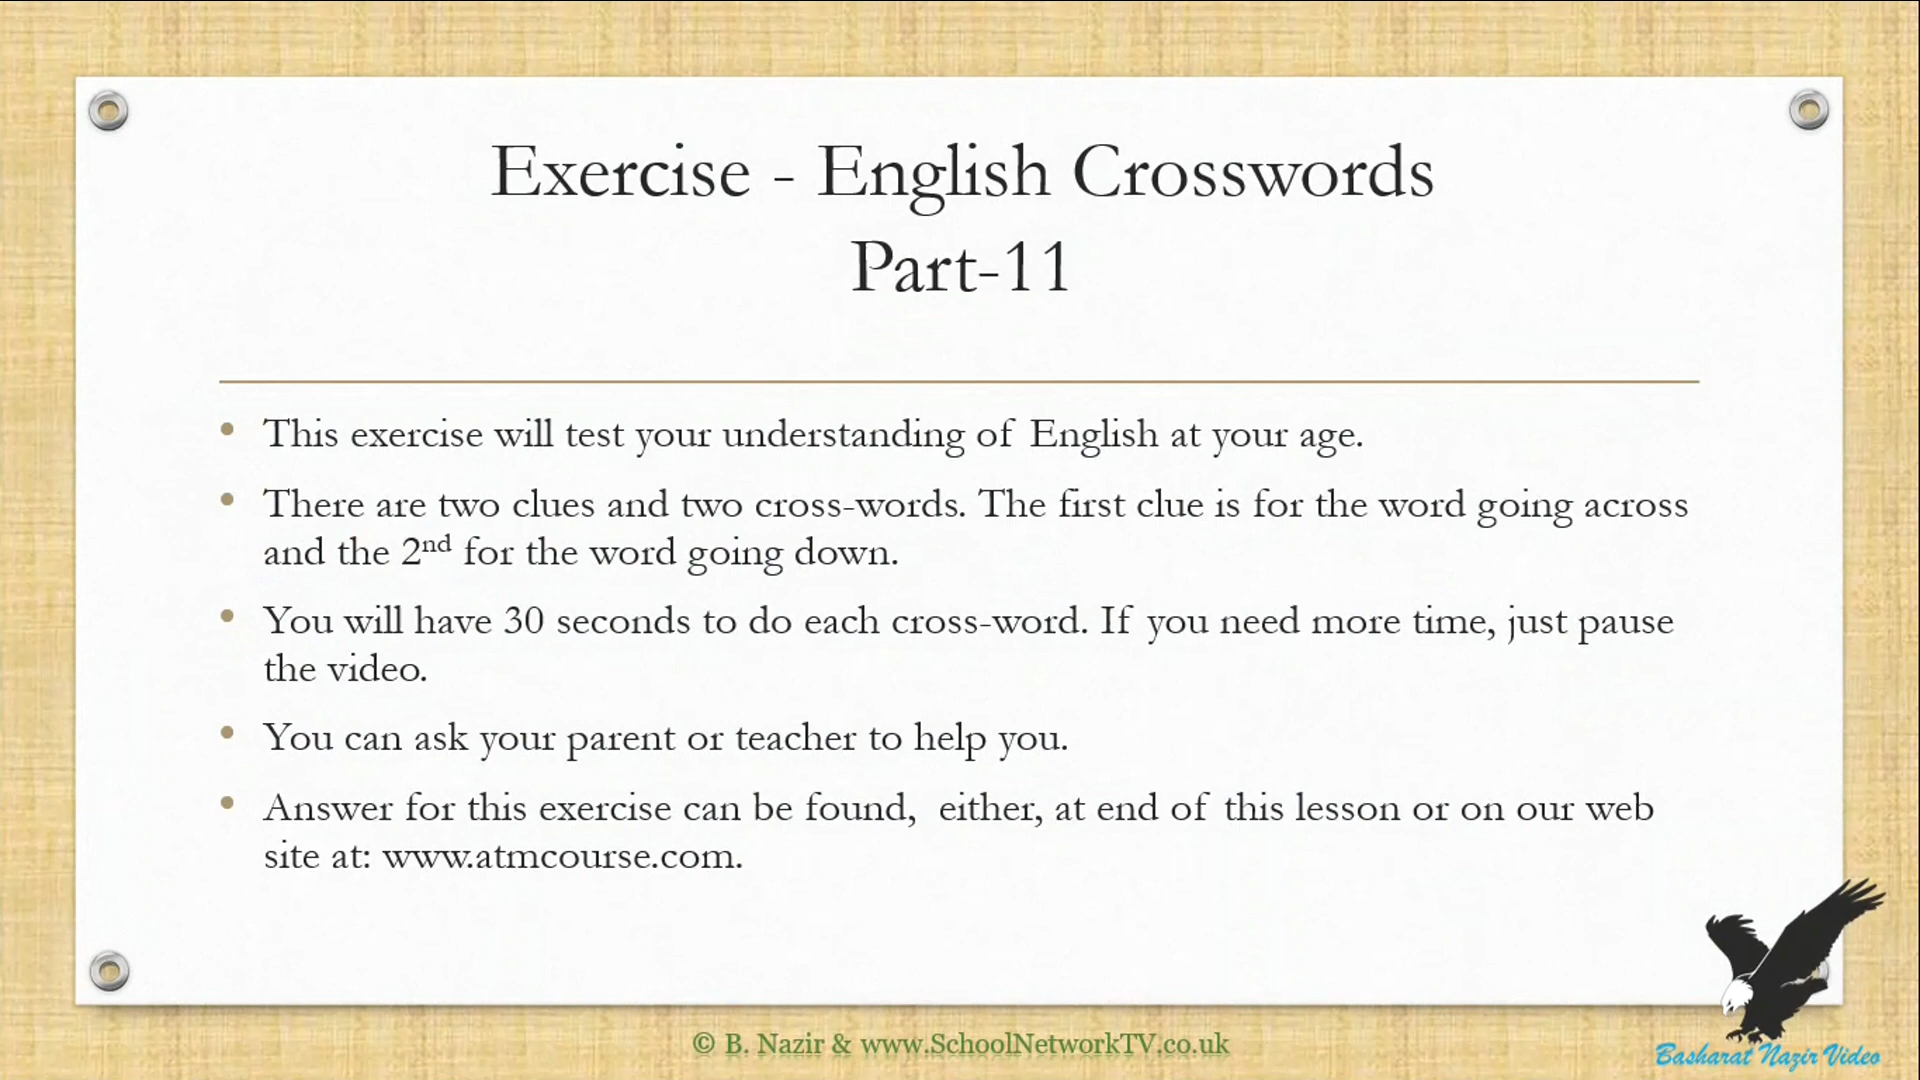 Exercise - English Crosswords
Part-11
• This exercise will test your understanding of English at your age.
• There are two clues and two cross-words. The first clue is for the word going across
and the 2nd for the word going down.
• You will have 30 seconds to do each cross-word. If you need more time, just pause
the video.
• You can ask your parent or teacher to help you.
• Answer for this exercise can be found, either, at end of this lesson or on our web
site at: www.atmcourse.com.
© B. Nazir & www.SchoolNetworkTV.co.uk
Basharat Nazir Video